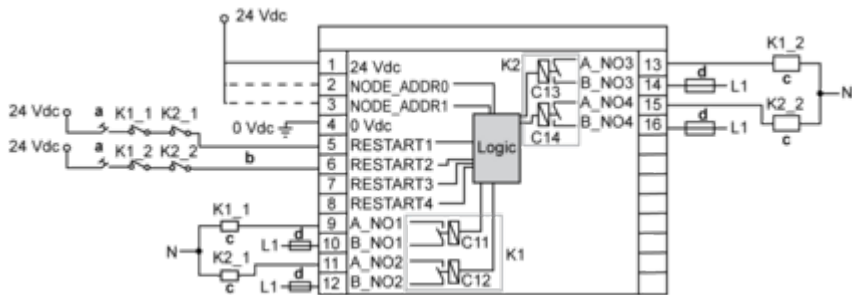 24 Vdc
K1_2
1 24 Vdc K2 A_NO3 13
2 NODE_ADDR0 C13 B_NO3 14 d L1 c
3 NODE_ADDR1 A_NO4 15 N
24 Vdc a K1_1 K2_1 0 Vdc 4 0 Vdc C14 B_NO4 16 d L1 K2_2 c
24 Vdc a K1_2 K2_2 b 5 RESTART1 Logic
6 RESTART2
7 RESTART3
8 RESTART4
K1_1 c 9 A_NO1 C11 K1
N L1 d 10 B_NO1
K2_1 c 11 A_NO2 C12
L1 d 12 B_NO2